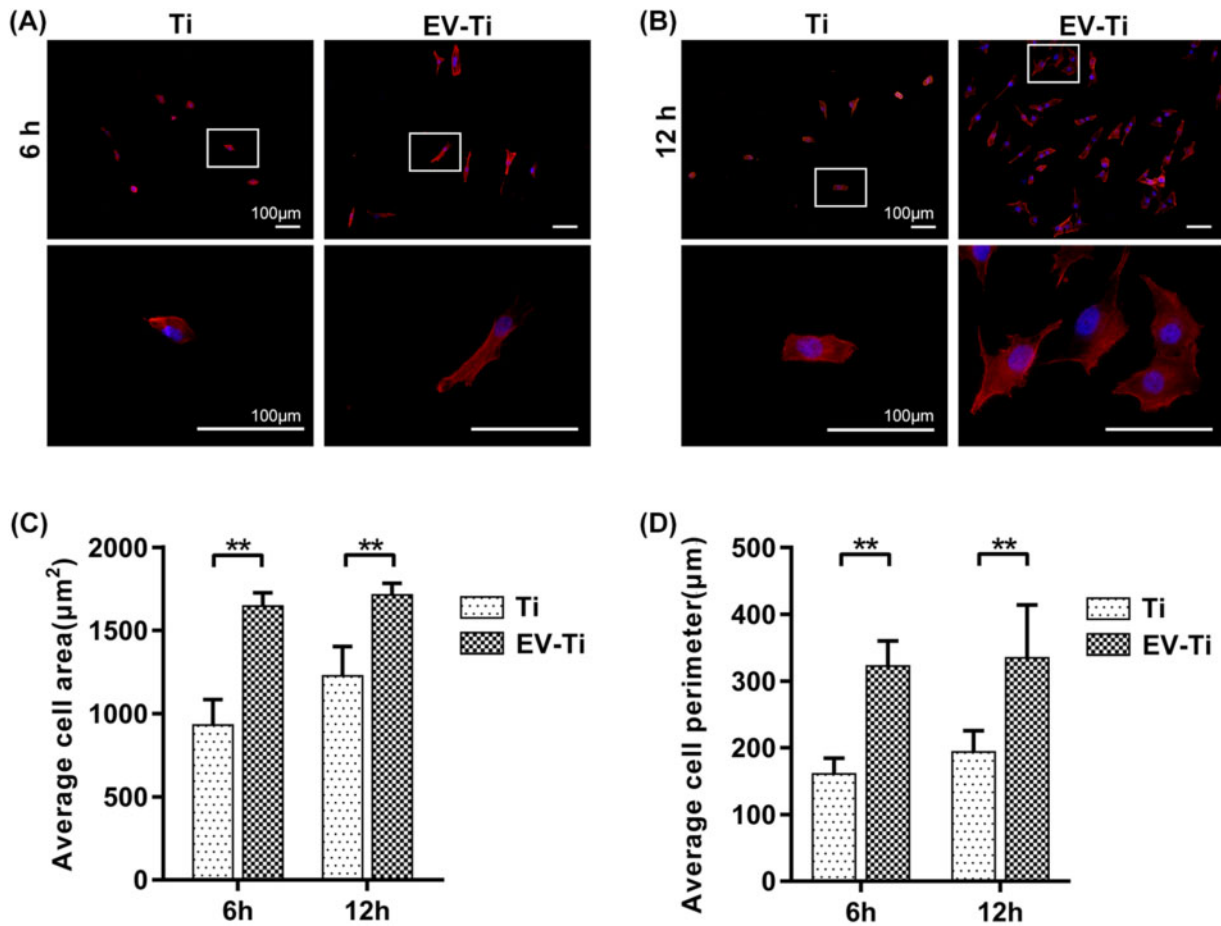 (A)
Ti
EV-Ti
6 h
100µm
100µm
(B)
Ti
EV-Ti
12 h
100µm
100µm
(C)
Average cell area(µm²)
2000
1500
1000
500
0
**
**
6h
12h
Ti
EV-Ti
(D)
Average cell perimeter(µm)
500
400
300
200
100
0
**
**
6h
12h
Ti
EV-Ti